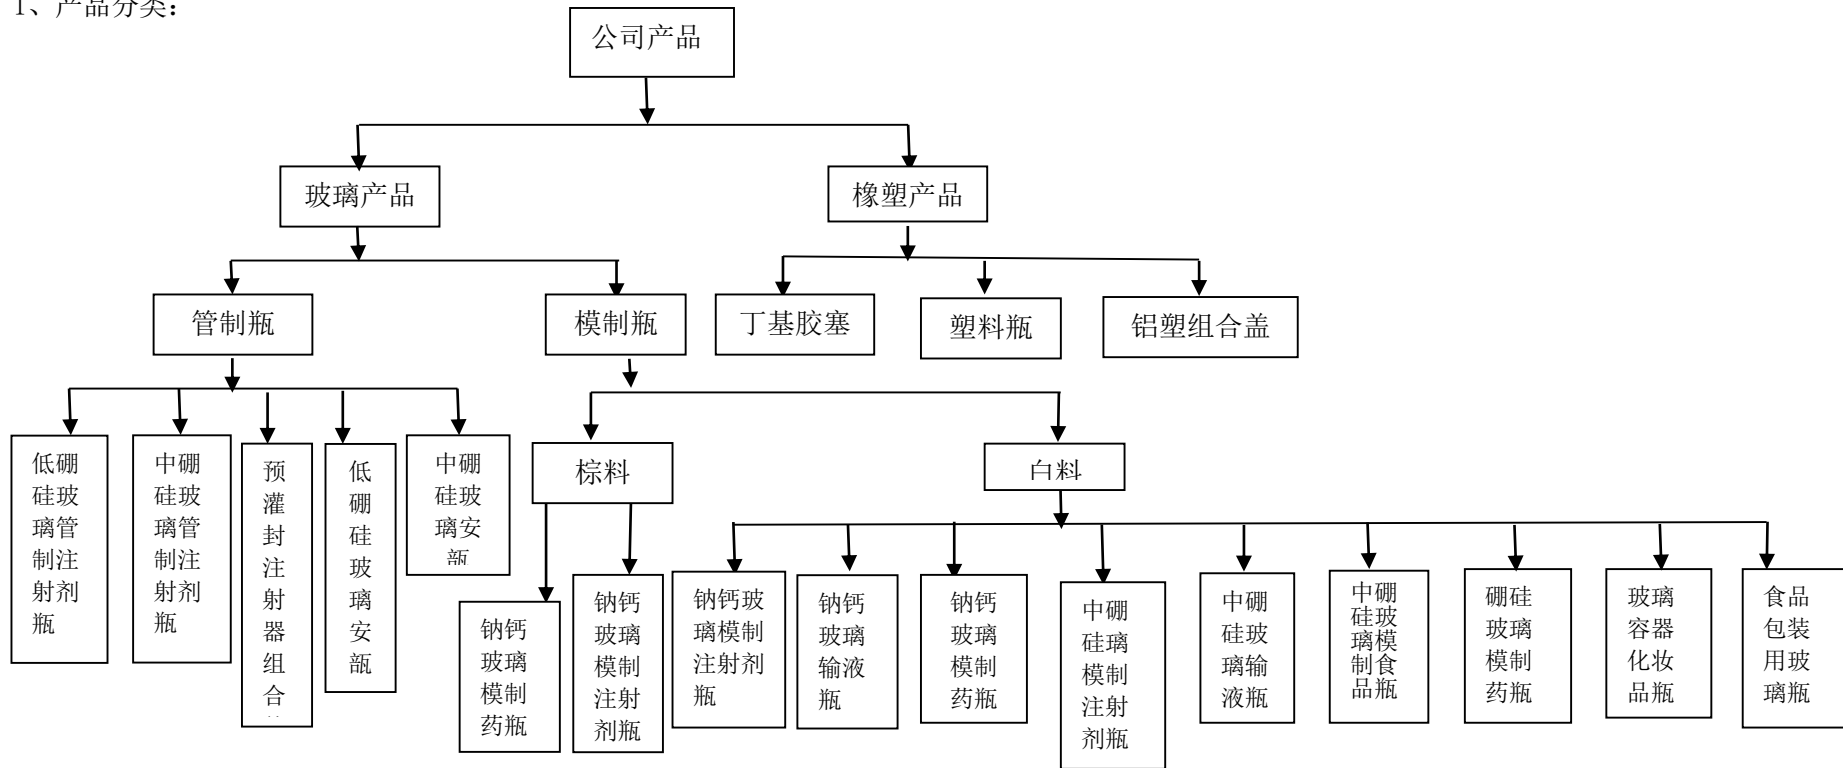 1、产品分类：
公司产品
玻璃产品
橡塑产品
管制瓶
模制瓶
丁基胶塞
塑料瓶
铝塑组合盖
低硼
硅玻
璃管
制注
射剂
瓶
中硼
硅玻
璃管
制注
射剂
瓶
预
灌
封
注
射
器
组
合
低
硼
硅
玻
璃
安
瓿
中硼
硅玻
璃安
瓿
棕料
白料
钠钙
玻璃
模制
药瓶
钠钙
玻璃
模制
注射
剂瓶
钠钙玻
璃模制
注射剂
瓶
钠钙
玻璃
输液
瓶
钠钙
玻璃
模制
药瓶
中硼
硅璃
模制
注射
剂瓶
中硼
硅玻
璃输
液瓶
中硼
硅玻
璃模
制食
品瓶
硼硅
玻璃
模制
药瓶
玻璃
容器
化妆
品瓶
食品
包装
用玻
璃瓶